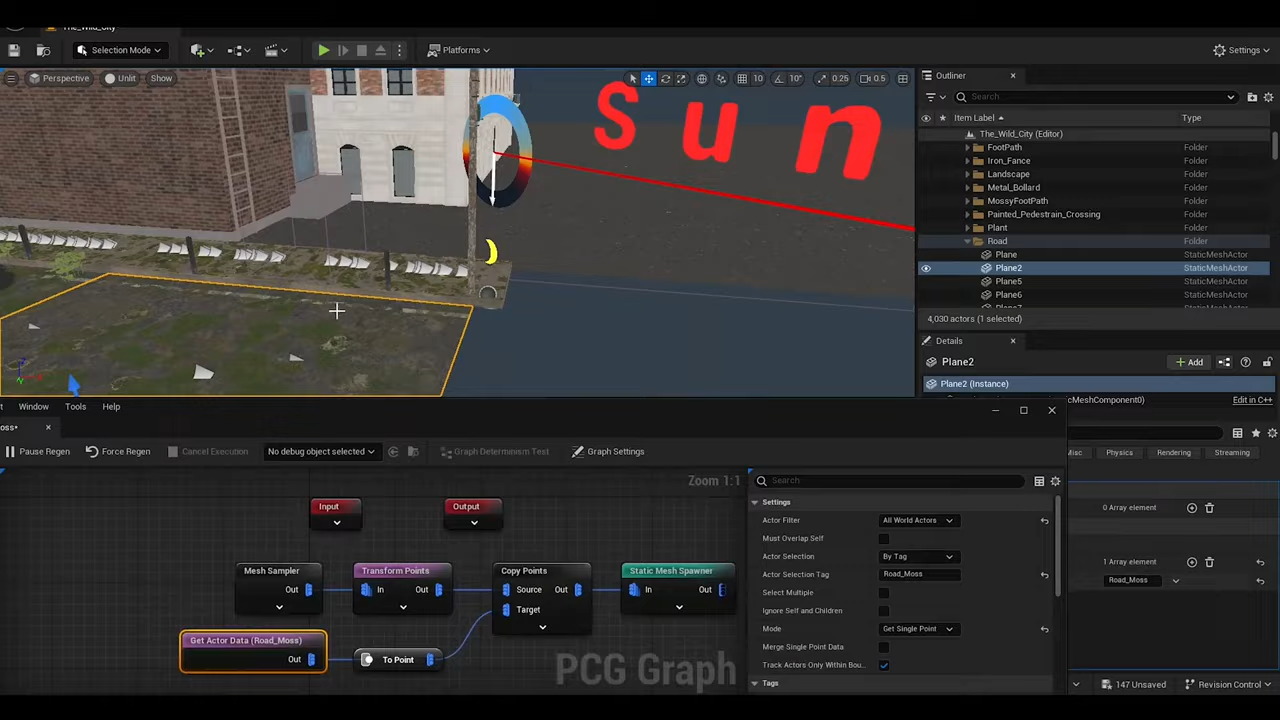 The_Wild_City
Selection Mode
Platforms
Settings
Perspective
Unlit
Show
10
10°
0.25
0.5
Sun
Outliner
Search
Item Label
Type
The_Wild_City (Editor)
FootPath Folder
Iron_Fance Folder
Landscape Folder
Metal_Bollard Folder
MossyFootPath Folder
Painted_Pedestrain_Crossing Folder
Plant Folder
Road Folder
Plane StaticMeshActor
Plane2 StaticMeshActor
Plane5 StaticMeshActor
Plane6 StaticMeshActor
4,030 actors (1 selected)
Details
Plane2
Add
Plane2 (Instance)
Edit in C++
Window
Tools
Help
Pause Regen
Force Regen
Cancel Execution
No debug object selected
Graph Determinism Test
Graph Settings
Physics
Rendering
Streaming
Zoom 1:1
Input
Output
Mesh Sampler
Out
Transform Points
In Out
Copy Points
Source Out
Target
Static Mesh Spawner
In Out
Get Actor Data (Road_Moss)
Out
To Point
PCG Graph
Search
Settings
Actor Filter All World Actors
Must Overlap Self
Actor Selection By Tag
Actor Selection Tag Road_Moss
Select Multiple
Ignore Self and Children
Mode Get Single Point
Merge Single Point Data
Track Actors Only Within Bou...
Tags
0 Array element
1 Array element
Road_Moss
147 Unsaved
Revision Control